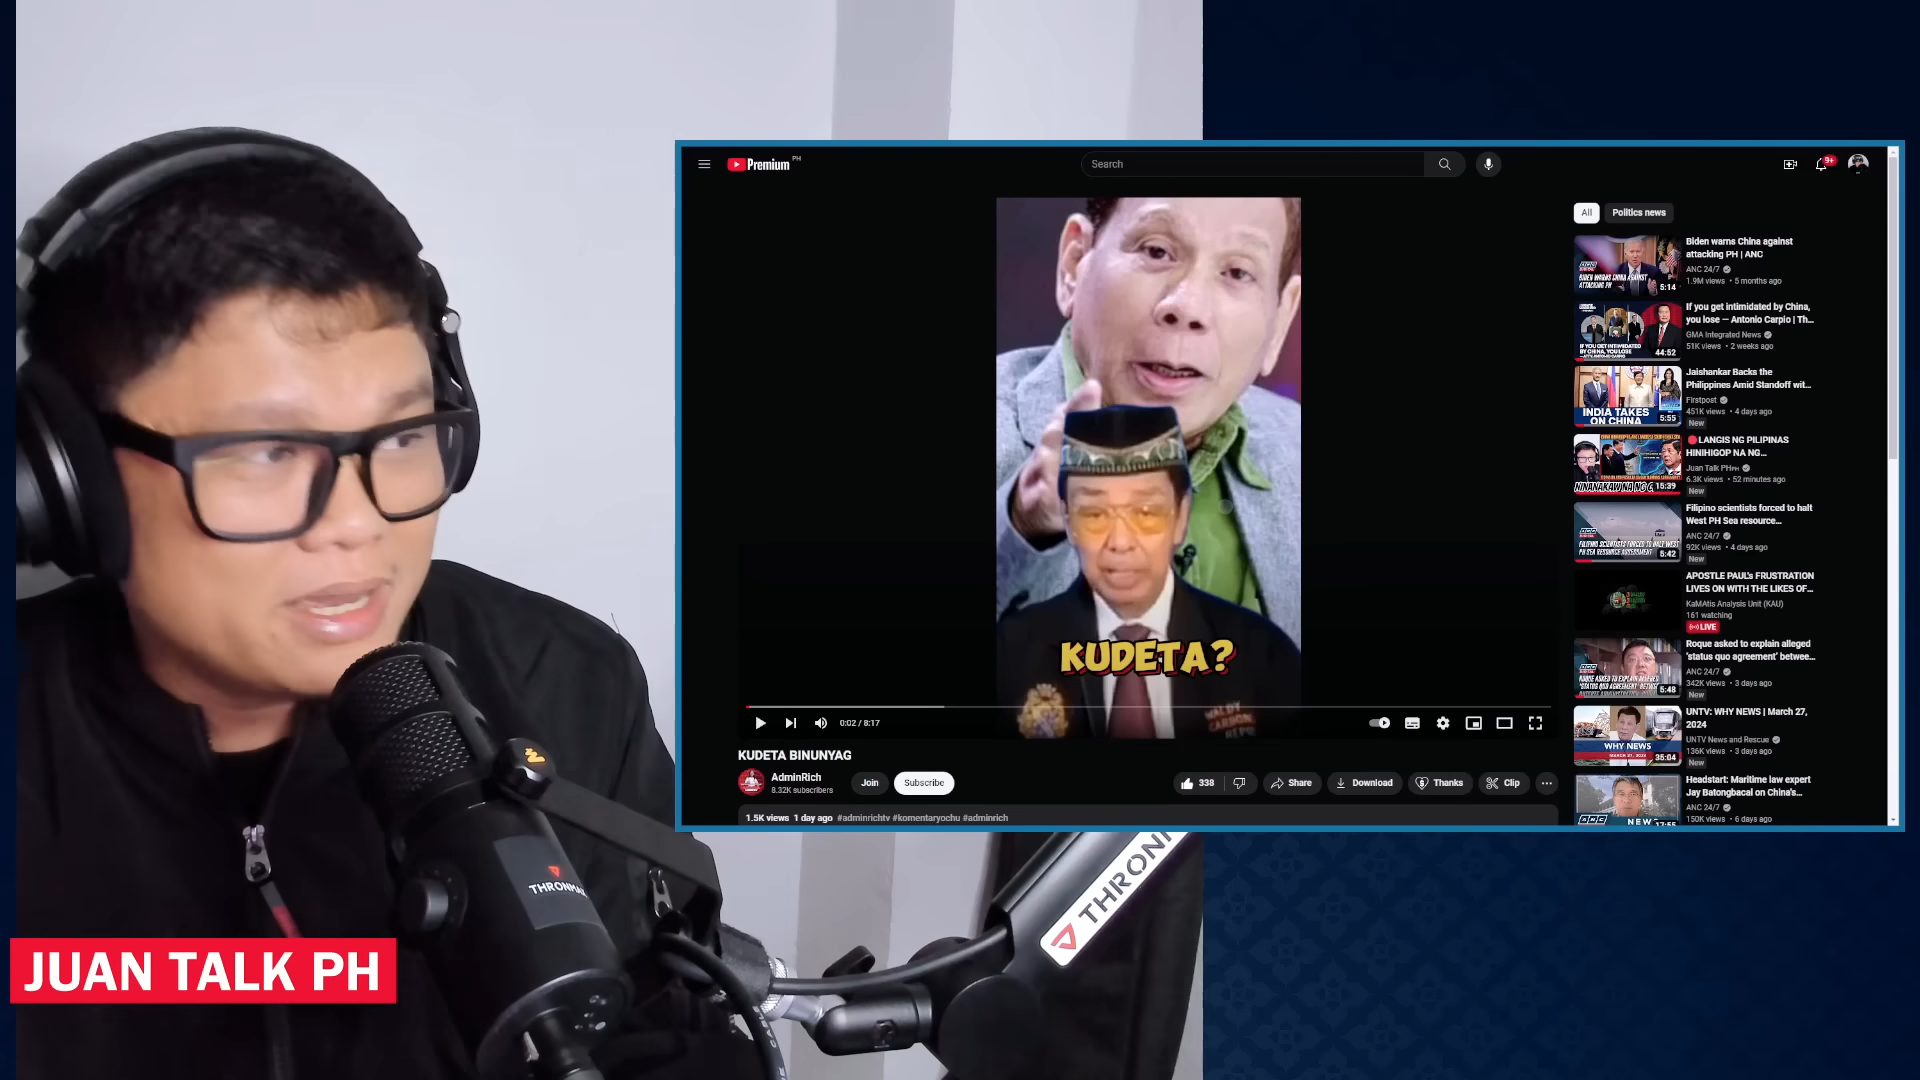 Premium PH
Search
9+
All
Politics news
KUDETA?
0:02 / 8:17
KUDETA BINUNYAG
AdminRich
8.32K subscribers
Join
Subscribe
338
Share
Download
Thanks
Clip
1.5K views 1 day ago #adminrichtv #komentaryochu #adminrich
Biden warns China against
attacking PH | ANC
ANC 24/7
1.9M views • 5 months ago
5:14
If you get intimidated by China,
you lose — Antonio Carpio | Th...
GMA Integrated News
51K views • 2 weeks ago
44:52
Jaishankar Backs the
Philippines Amid Standoff wit...
Firstpost
451K views • 4 days ago
New
INDIA TAKES
ON CHINA
5:55
LANGIS NG PILIPINAS
HINIHIGOP NA NG...
Juan Talk PH
6.3K views • 52 minutes ago
New
15:39
Filipino scientists forced to halt
West PH Sea resource...
ANC 24/7
92K views • 4 days ago
New
5:42
APOSTLE PAUL's FRUSTRATION
LIVES ON WITH THE LIKES OF...
KaMAtis Analysis Unit (KAU)
161 watching
LIVE
Roque asked to explain alleged
'status quo agreement' betwee...
ANC 24/7
342K views • 3 days ago
New
5:48
UNTV: WHY NEWS | March 27,
2024
UNTV News and Rescue
136K views • 3 days ago
New
WHY NEWS
35:04
Headstart: Maritime law expert
Jay Batongbacal on China's...
ANC 24/7
150K views • 6 days ago
NEWS
17:55
THRONMAX
THRONM
JUAN TALK PH